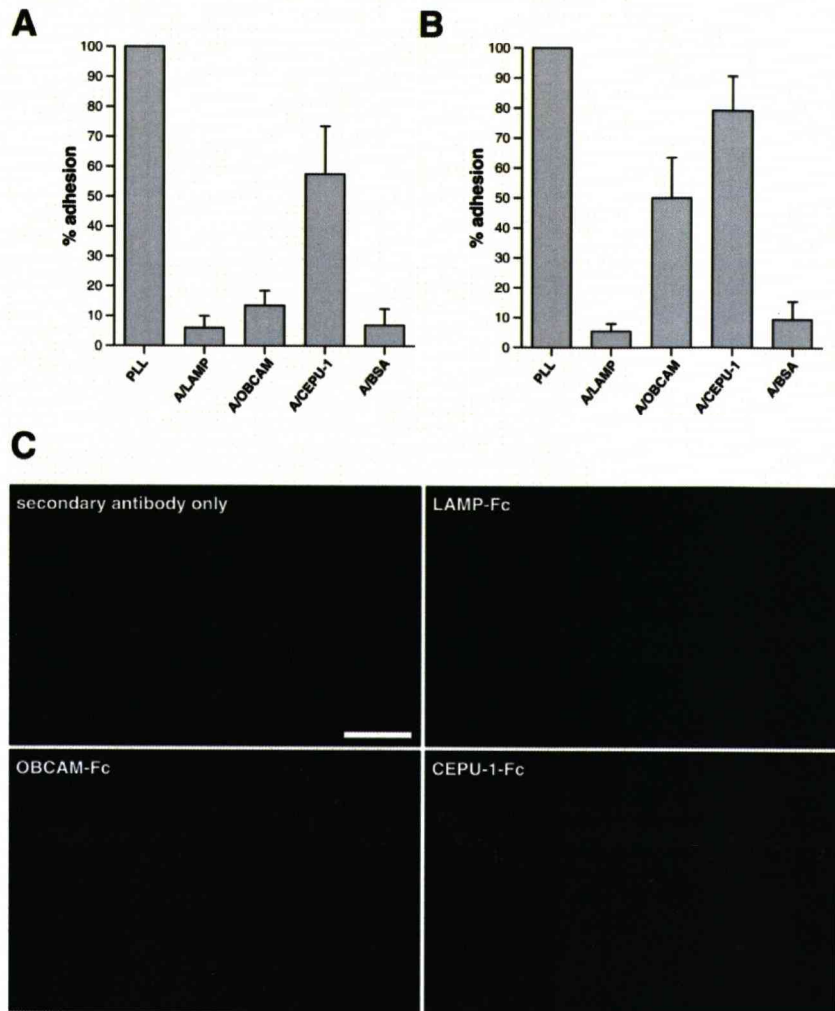 A
100
90
80
70
60
50
40
30
20
10
0
% adhesion
PLL
A/LAMP
A/OBCAM
A/CEPU-1
A/BSA
B
100
90
80
70
60
50
40
30
20
10
0
% adhesion
PLL
A/LAMP
A/OBCAM
A/CEPU-1
A/BSA
C
secondary antibody only
LAMP-Fc
OBCAM-Fc
CEPU-1-Fc